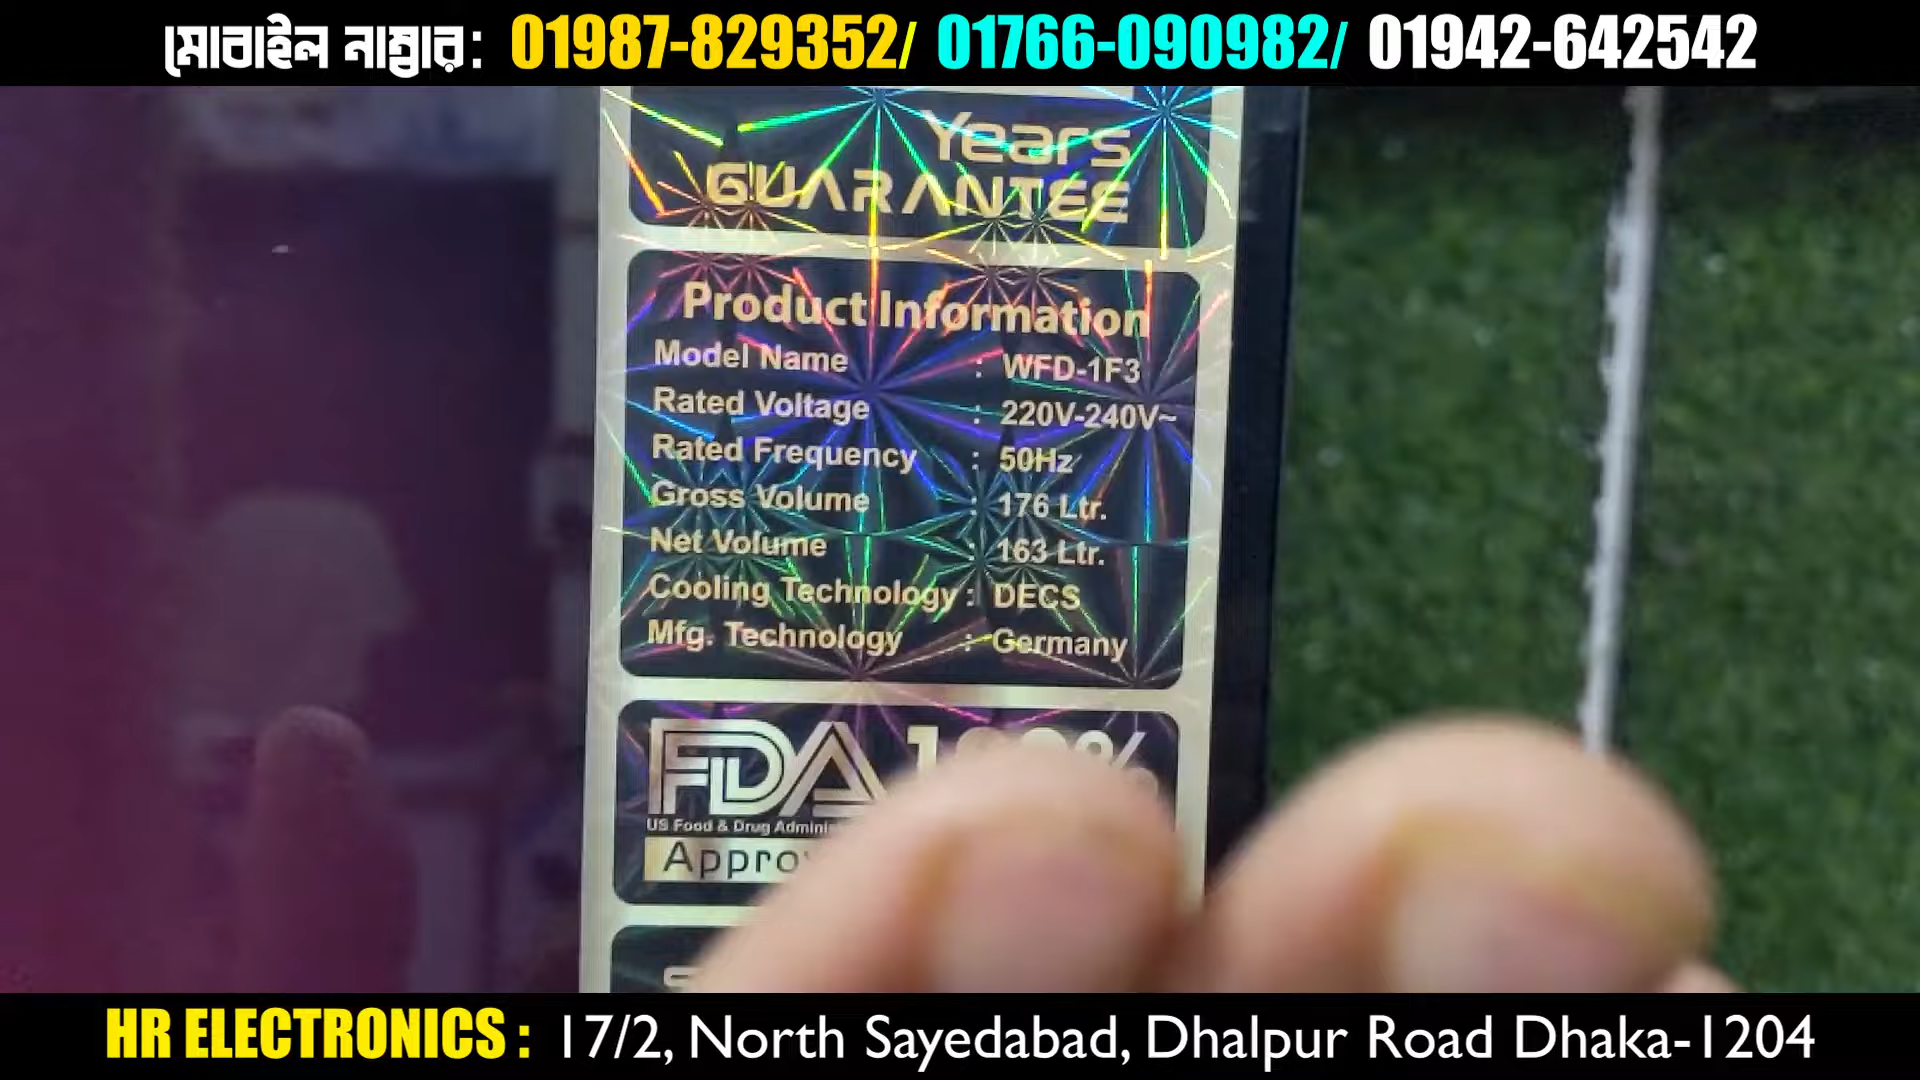 মোবাইল নাম্বার: 01987-829352/ 01766-090982/ 01942-642542
Years
GUARANTEE
Product Information
Model Name : WFD-1F3
Rated Voltage : 220V-240V~
Rated Frequency : 50Hz
Gross Volume : 176 Ltr.
Net Volume : 163 Ltr.
Cooling Technology : DECS
Mfg. Technology : Germany
FDA
US Food & Drug
HR ELECTRONICS : 17/2, North Sayedabad, Dhalpur Road Dhaka-1204